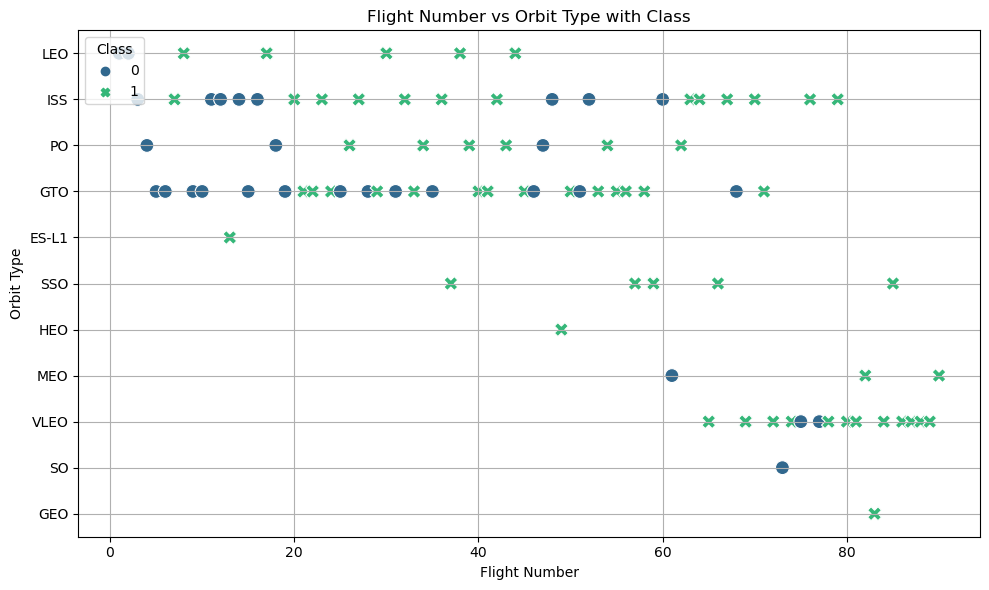 Flight Number vs Orbit Type with Class
Class
0
1
LEO
ISS
PO
GTO
ES-L1
SSO
HEO
MEO
VLEO
SO
GEO
Orbit Type
0
20
40
60
80
Flight Number